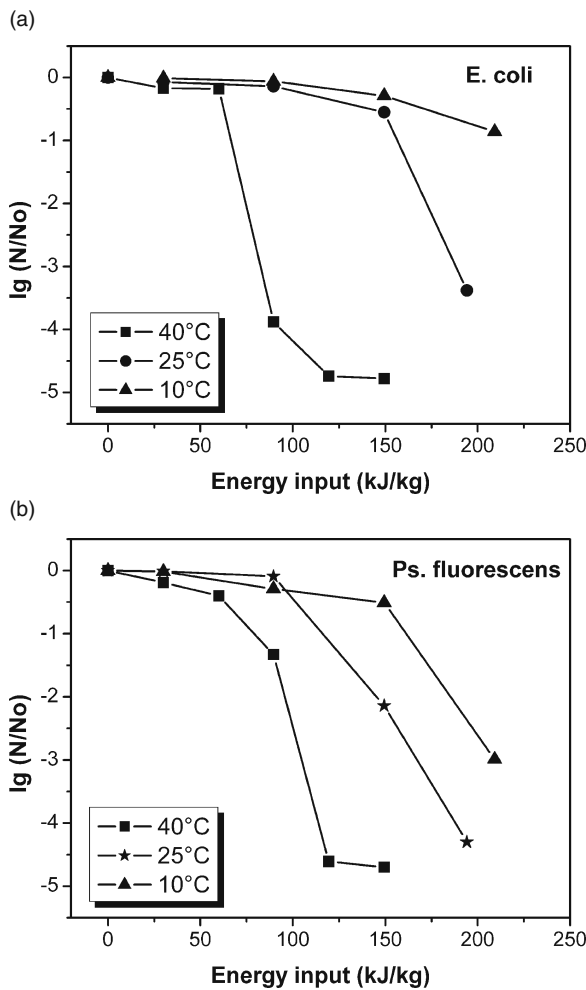 (a)
E. coli
0
-1
-2
-3
-4
-5
lg (N/No)
40°C
25°C
10°C
0 50 100 150 200 250
Energy input (kJ/kg)
(b)
Ps. fluorescens
0
-1
-2
-3
-4
-5
lg (N/No)
40°C
25°C
10°C
0 50 100 150 200 250
Energy input (kJ/kg)